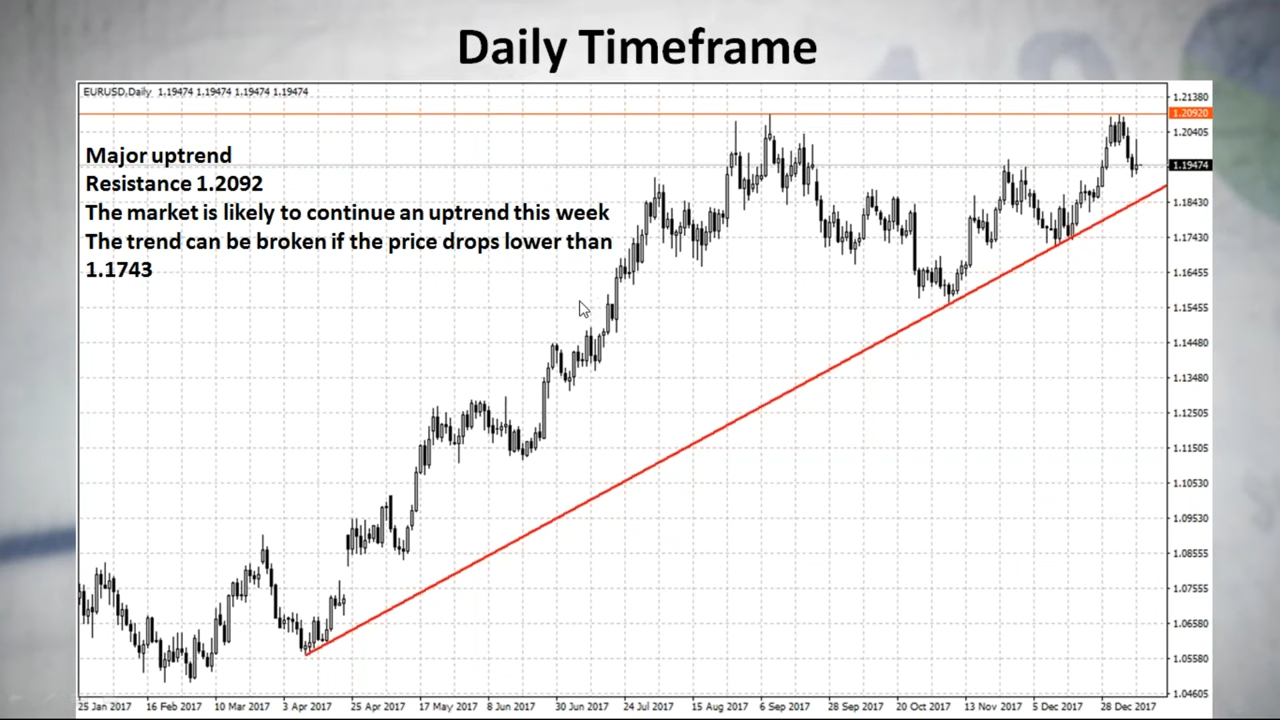 Daily Timeframe
EURUSD,Daily 1.19474 1.19474 1.19474 1.19474
Major uptrend
Resistance 1.2092
The market is likely to continue an uptrend this week
The trend can be broken if the price drops lower than
1.1743
1.21380
1.20920
1.20405
1.19474
1.18430
1.17430
1.16455
1.15455
1.14480
1.13480
1.12505
1.11505
1.10530
1.09530
1.08555
1.07555
1.06580
1.05580
1.04605
25 Jan 2017 16 Feb 2017 10 Mar 2017 3 Apr 2017 25 Apr 2017 17 May 2017 8 Jun 2017 30 Jun 2017 24 Jul 2017 15 Aug 2017 6 Sep 2017 28 Sep 2017 20 Oct 2017 13 Nov 2017 5 Dec 2017 28 Dec 2017